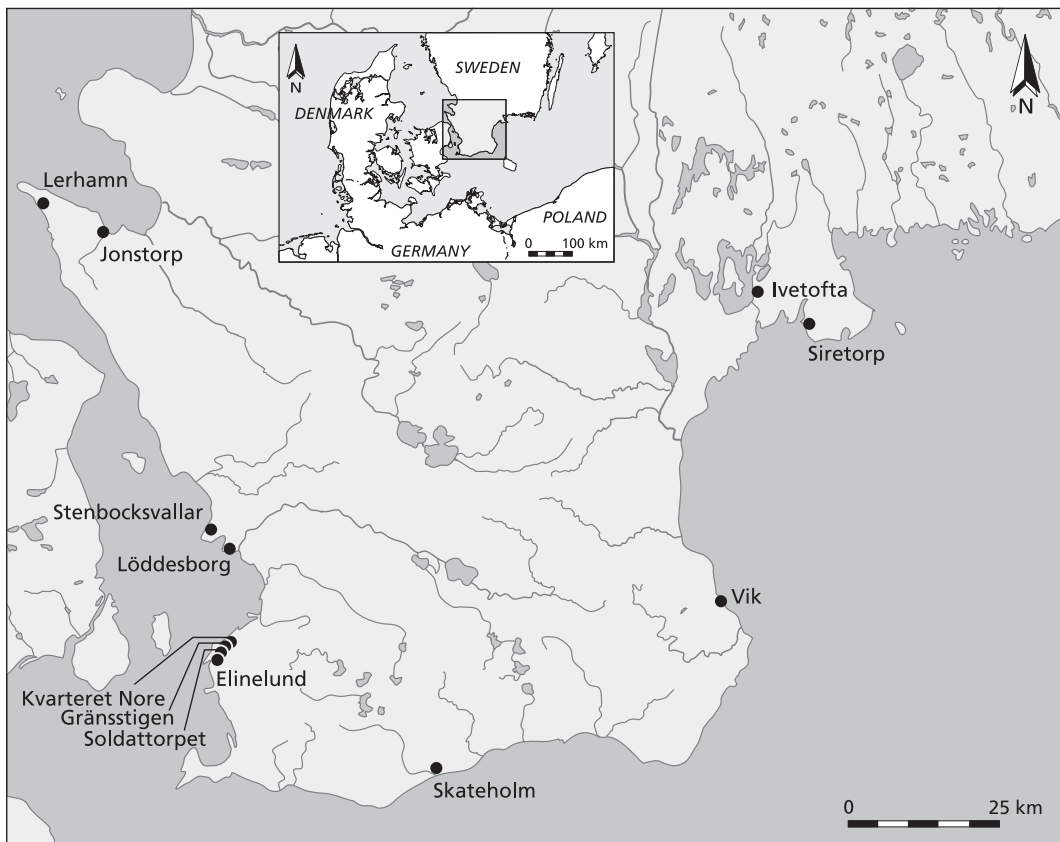 N
SWEDEN
DENMARK
POLAND
GERMANY
0 100 km
N
Lerhamn
Jonstorp
Ivetofta
Siretorp
Stenbocksvallar
Löddesborg
Vik
Elinelund
Kvarteret Nore
Gränsstigen
Soldattorpet
Skateholm
0 25 km